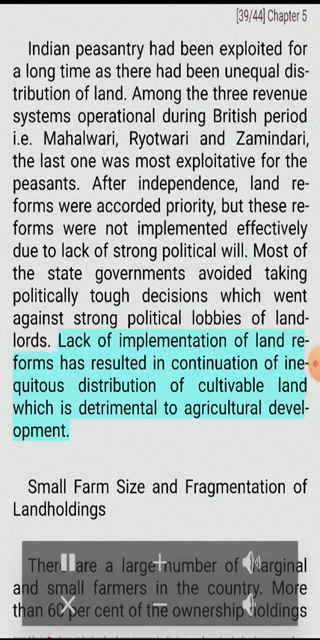 [39/44] Chapter 5
Indian peasantry had been exploited for
a long time as there had been unequal dis-
tribution of land. Among the three revenue
systems operational during British period
i.e. Mahalwari, Ryotwari and Zamindari,
the last one was most exploitative for the
peasants. After independence, land re-
forms were accorded priority, but these re-
forms were not implemented effectively
due to lack of strong political will. Most of
the state governments avoided taking
politically tough decisions which went
against strong political lobbies of land-
lords. Lack of implementation of land re-
forms has resulted in continuation of ine-
quitous distribution of cultivable land
which is detrimental to agricultural devel-
opment.
Small Farm Size and Fragmentation of
Landholdings
There are a large number of marginal
and small farmers in the country. More
than 60 per cent of the ownership holdings